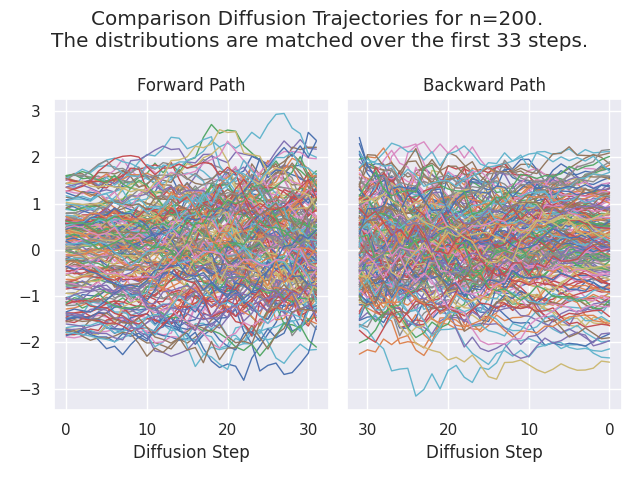 Comparison Diffusion Trajectories for n=200.
The distributions are matched over the first 33 steps.
Forward Path
Backward Path
3
2
1
0
−1
−2
−3
0 10 20 30
30 20 10 0
Diffusion Step
Diffusion Step